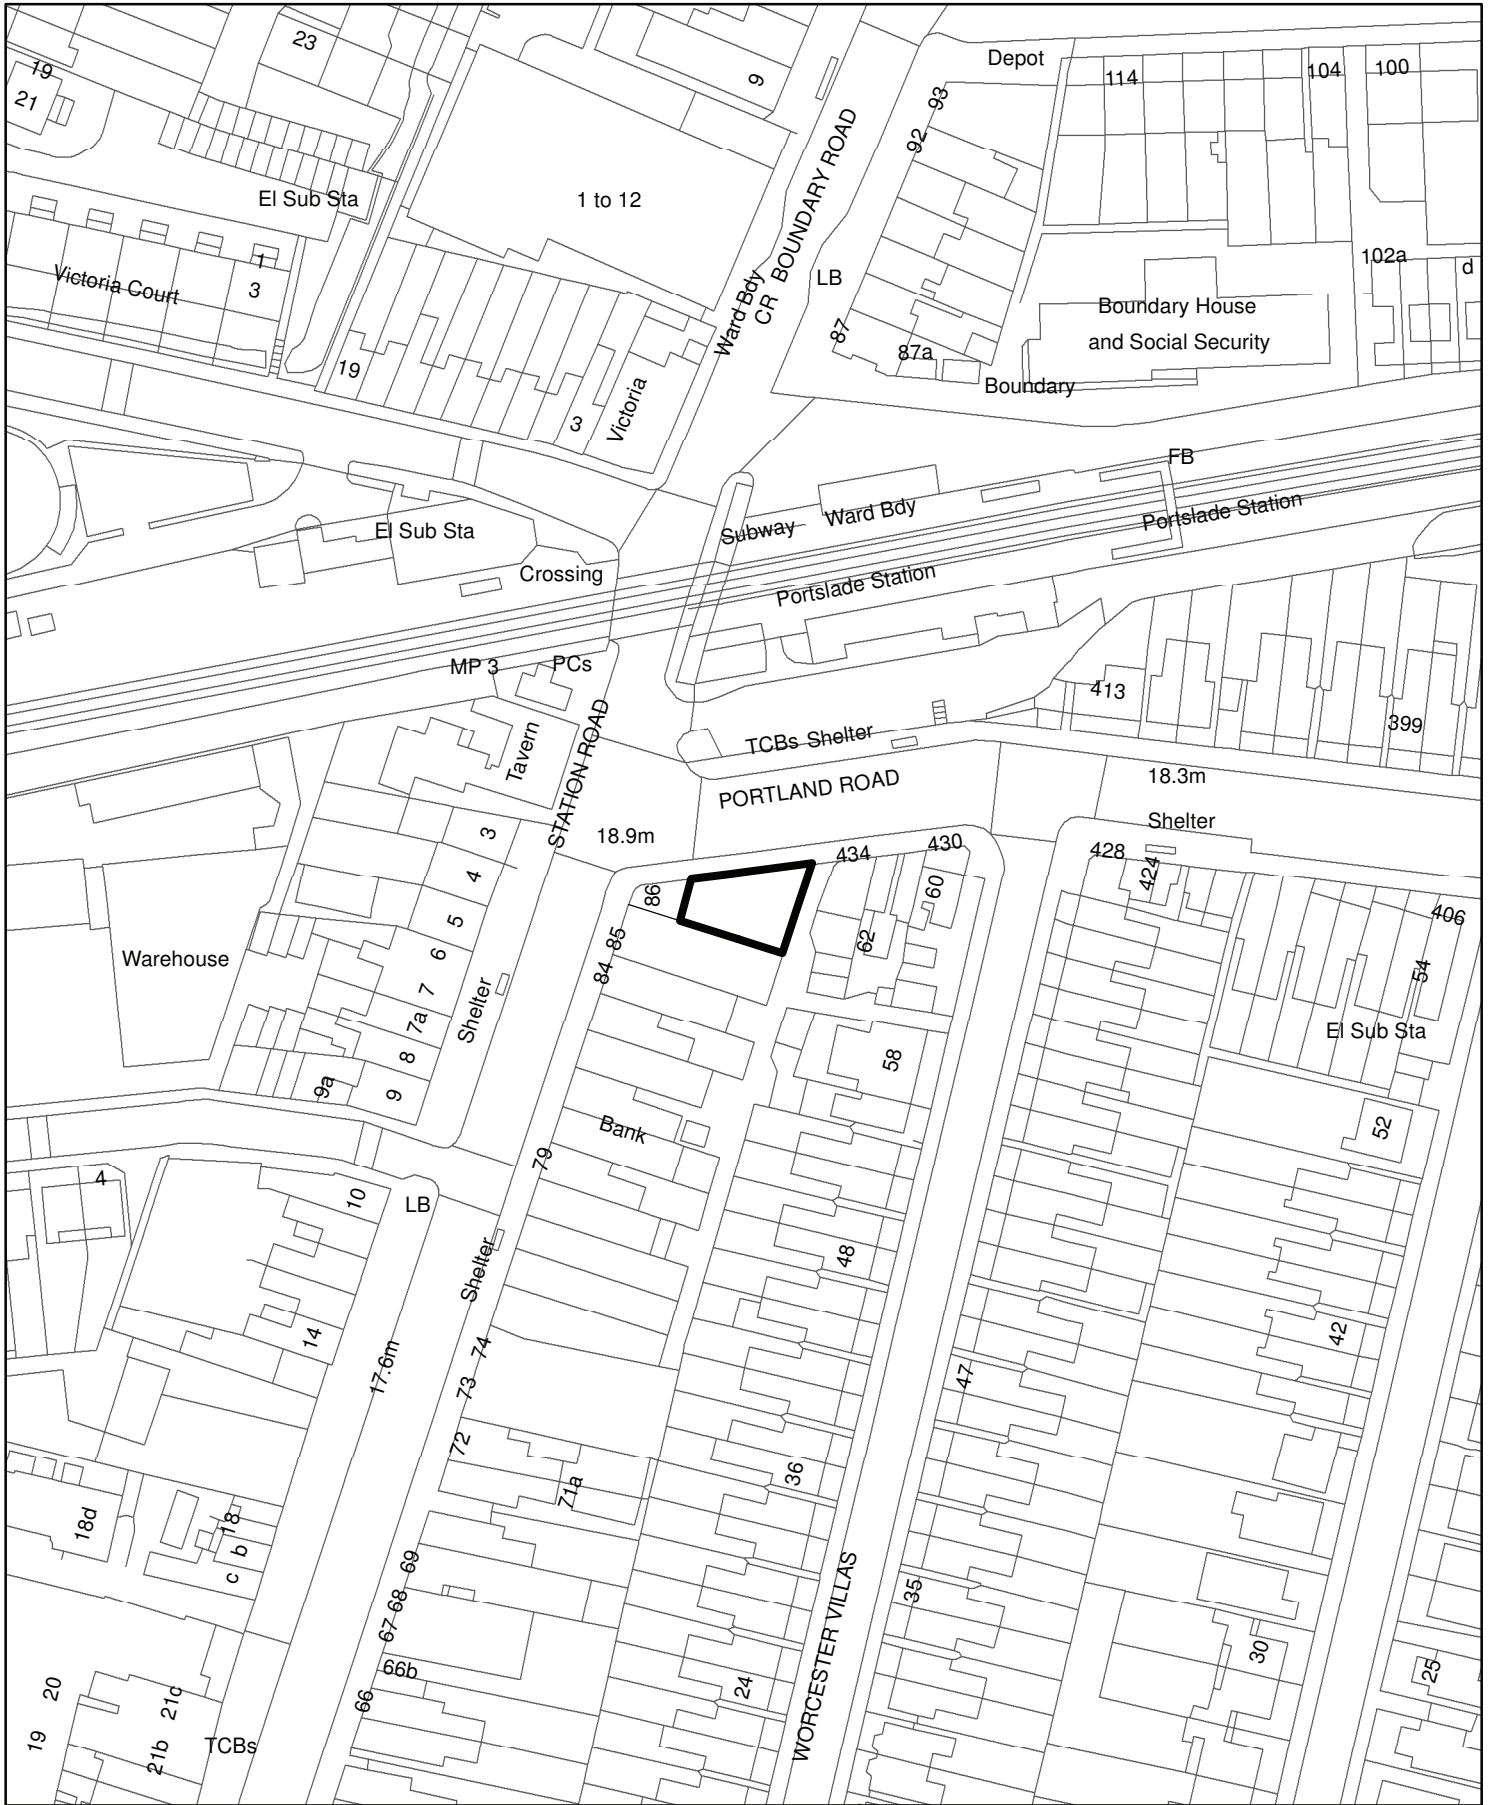 23
19
21
9
Depot
114
104
100
93
92
El Sub Sta
1 to 12
BOUNDARY ROAD
CR
Ward Bdy
LB
102a
d
1
3
Victoria Court
Boundary House
and Social Security
87
87a
Boundary
19
3
Victoria
FB
Portslade Station
Ward Bdy
Subway
El Sub Sta
Crossing
Portslade Station
MP 3
PCs
413
399
STATION ROAD
Tavern
TCBs
Shelter
PORTLAND ROAD
18.3m
Shelter
18.9m
3
4
5
6
7
7a
8
9
9a
434
430
428
424
406
86
85
84
60
62
54
Warehouse
Shelter
El Sub Sta
58
52
Bank
79
4
10
LB
48
Shelter
14
42
17.6m
74
73
47
72
71a
36
18d
18
b
c
69
68
67
66b
66
35
30
25
24
WORCESTER VILLAS
20
19
21c
21b
TCBs